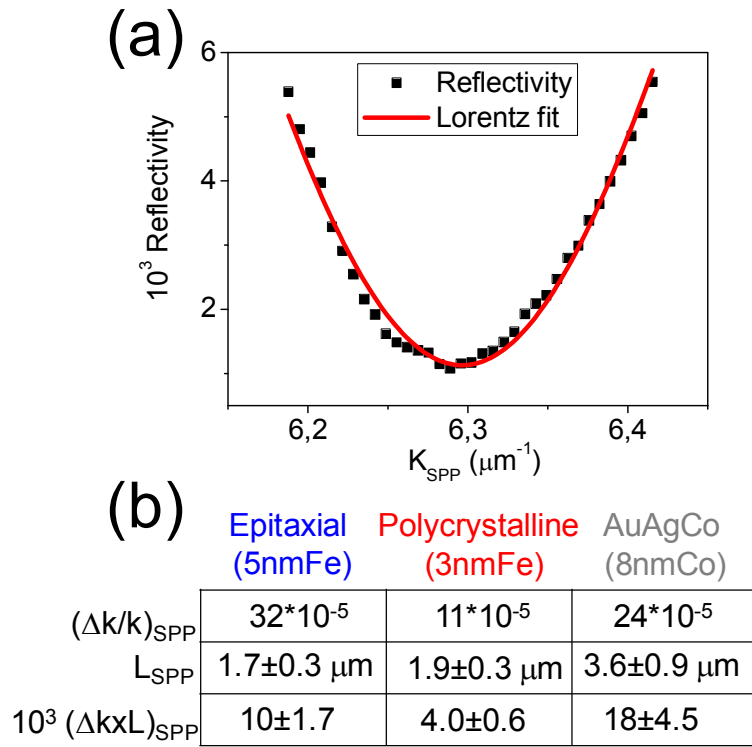 (a)
6
4
2
10³ Reflectivity
Reflectivity
Lorentz fit
6,2 6,3 6,4
K_SPP (μm⁻¹)
(b)
Epitaxial Polycrystalline AuAgCo
(5nmFe) (3nmFe) (8nmCo)
(Δk/k)SPP 32*10⁻⁵ 11*10⁻⁵ 24*10⁻⁵
L_SPP 1.7±0.3 μm 1.9±0.3 μm 3.6±0.9 μm
10³ (ΔkxL)SPP 10±1.7 4.0±0.6 18±4.5